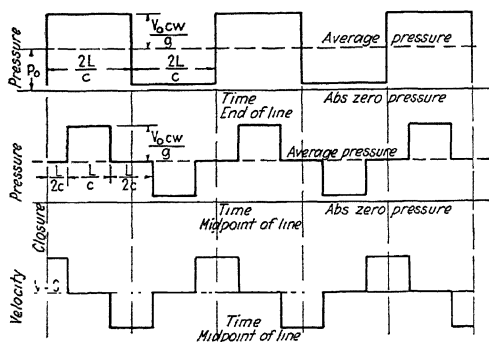 Pressure
V₀cw
g
Average pressure
p₀
2L
c
2L
c
Time
End of line
Abs zero pressure
Pressure
V₀cw
g
Average pressure
L
2c
L
c
L
2c
Time
Midpoint of line
Abs zero pressure
Closure
Velocity
Time
Midpoint of line